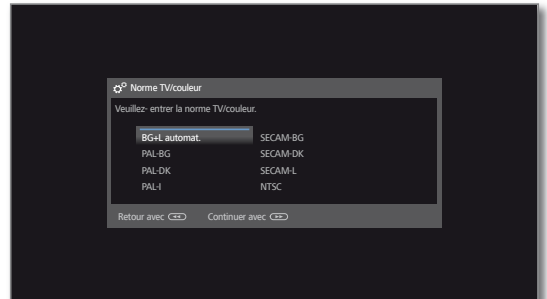 Norme TV/couleur
Veuillez- entrer la norme TV/couleur.
BG+L automat. SECAM-BG
PAL-BG SECAM-DK
PAL-DK SECAM-L
PAL-I NTSC
Retour avec Continuer avec